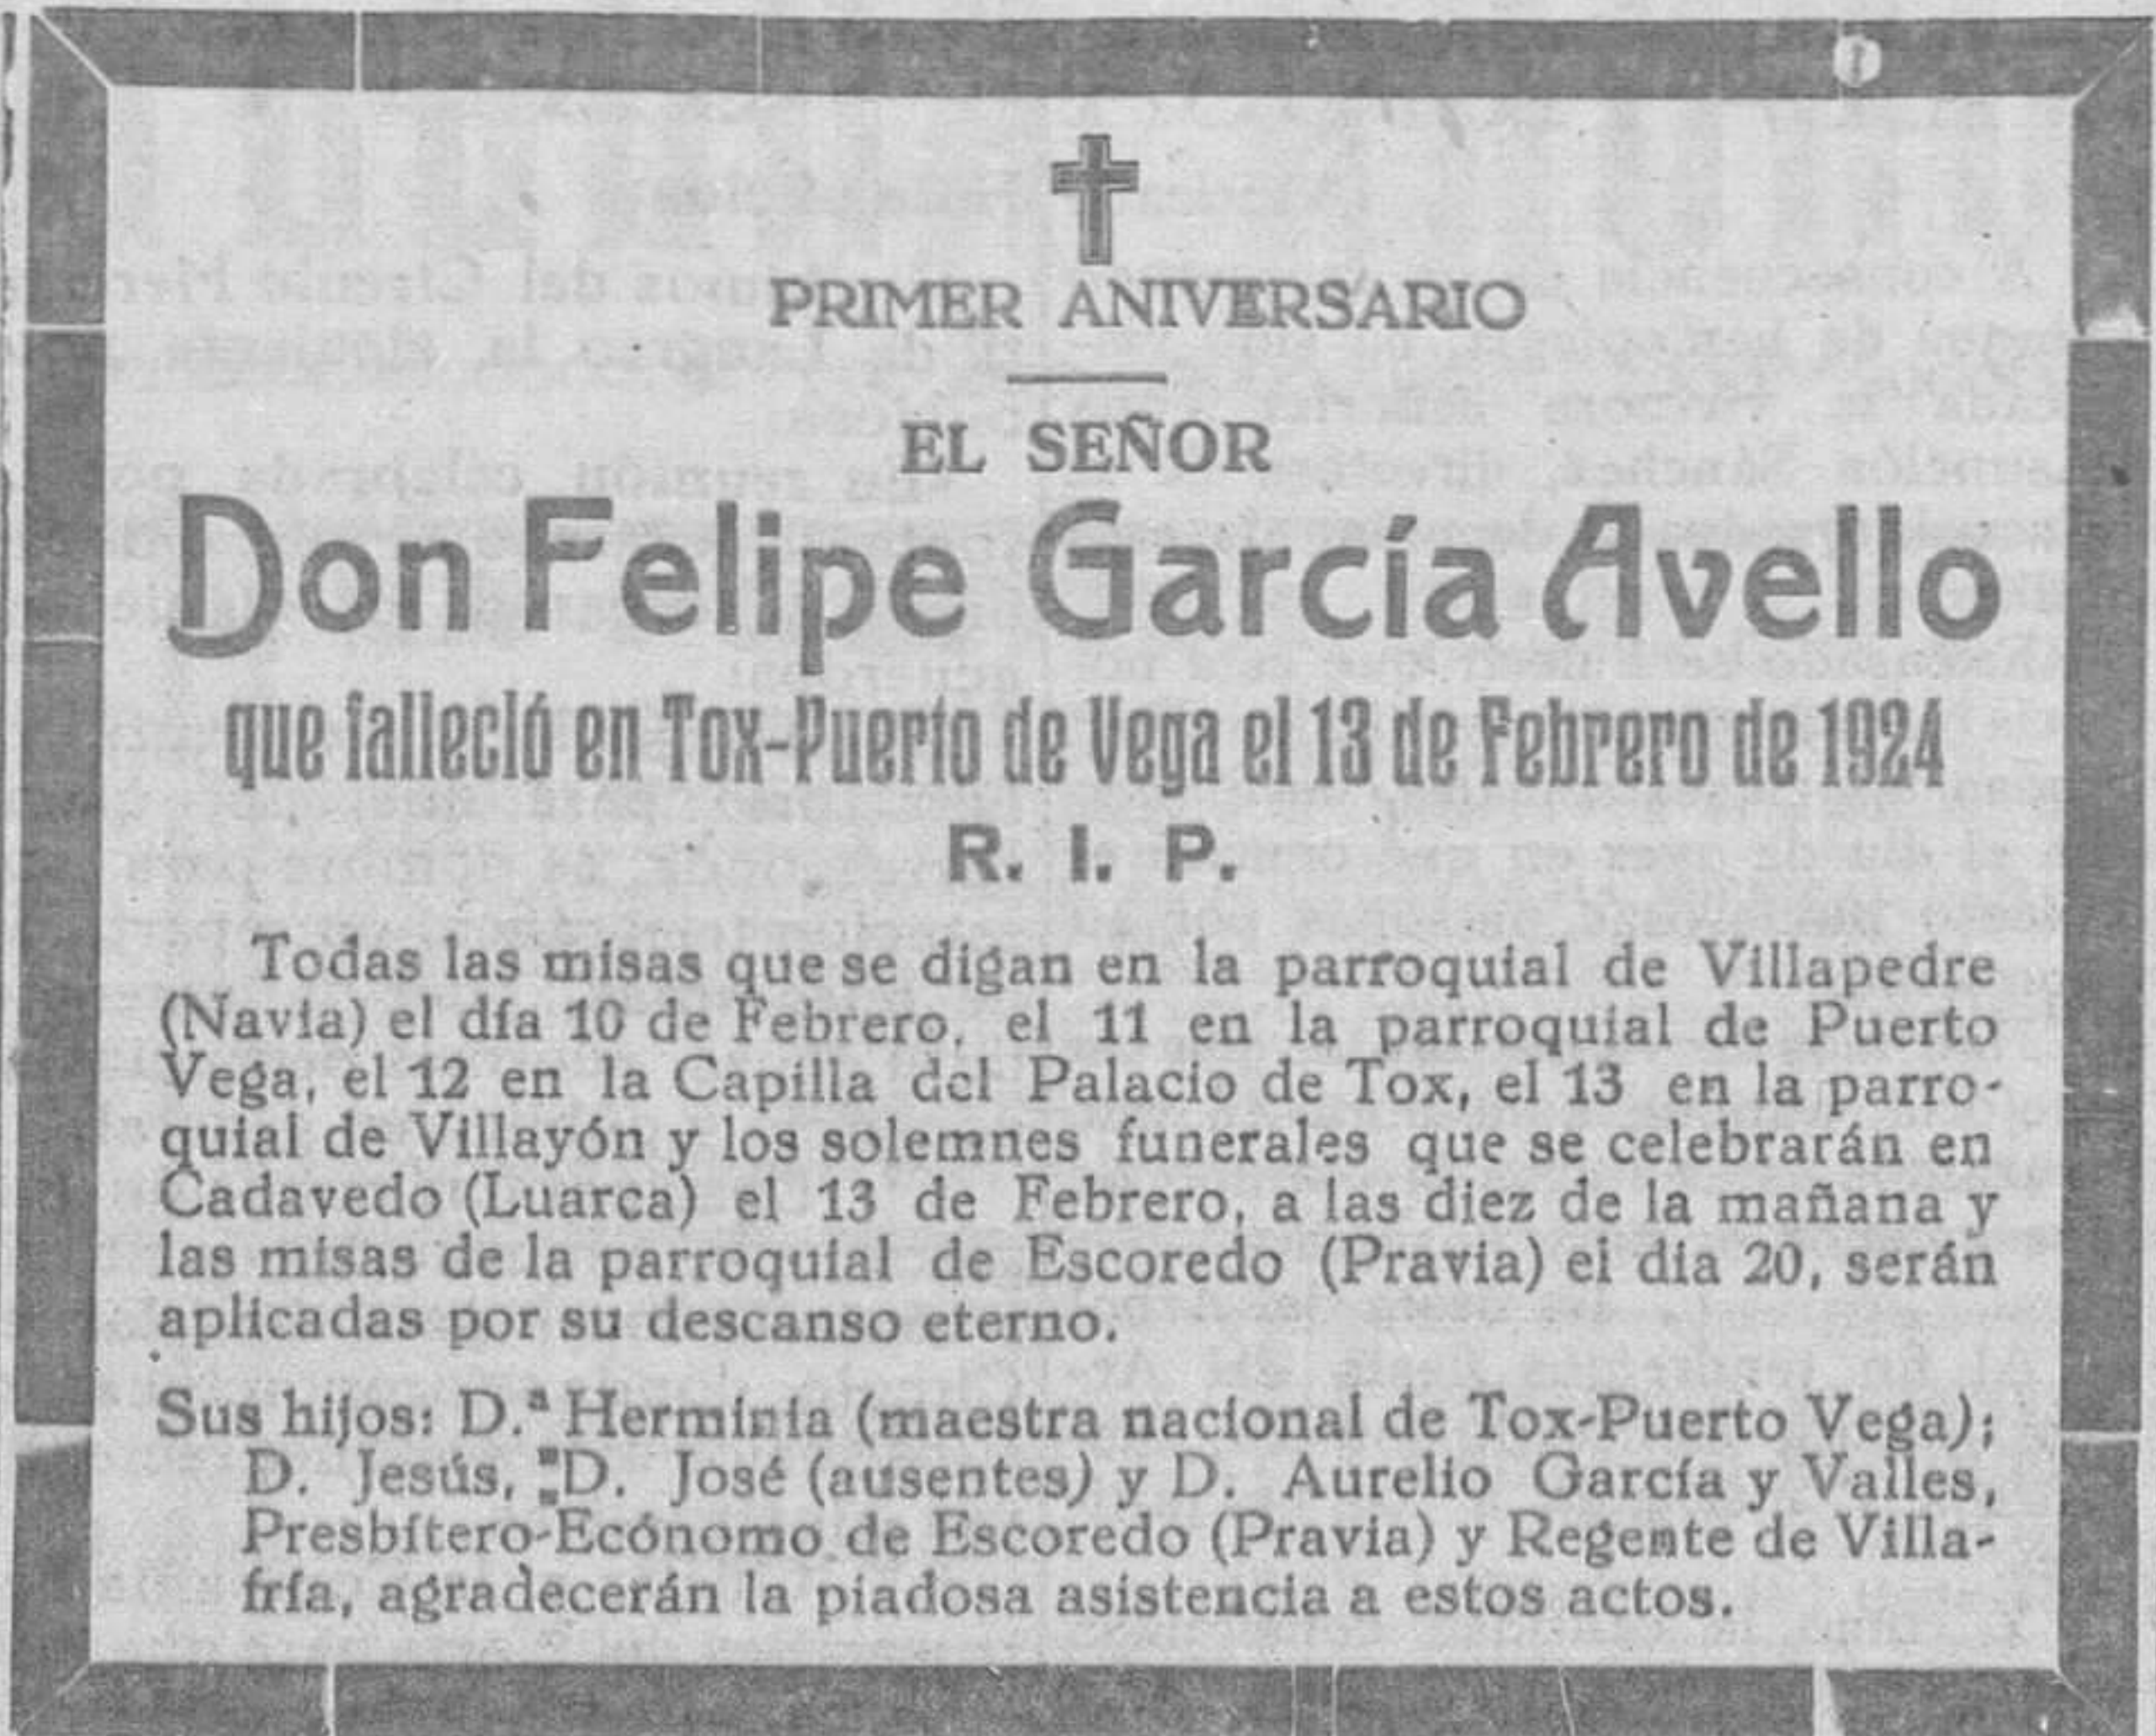 PRIMER ANIVERSARIO
EL SEÑOR
Don Felipe García Avello
que falleció en Tox-Puerto de Vega el 13 de Febrero de 1924
R. I. P.
Todas las misas que se digan en la parroquial de Villapedre
(Navia) el día 10 de Febrero, el 11 en la parroquial de Puerto
Vega, el 12 en la Capilla del Palacio de Tox, el 13 en la parro-
quial de Villayón y los solemnes funerales que se celebrarán en
Cadavedo (Luarca) el 13 de Febrero, a las diez de la mañana y
las misas de la parroquial de Escoredo (Pravia) el dia 20, serán
aplicadas por su descanso eterno.
Sus hijos: D.ª Herminia (maestra nacional de Tox-Puerto Vega);
D. Jesús, D. José (ausentes) y D. Aurelio García y Valles,
Presbítero-Ecónomo de Escoredo (Pravia) y Regente de Villa-
fría, agradecerán la piadosa asistencia a estos actos.